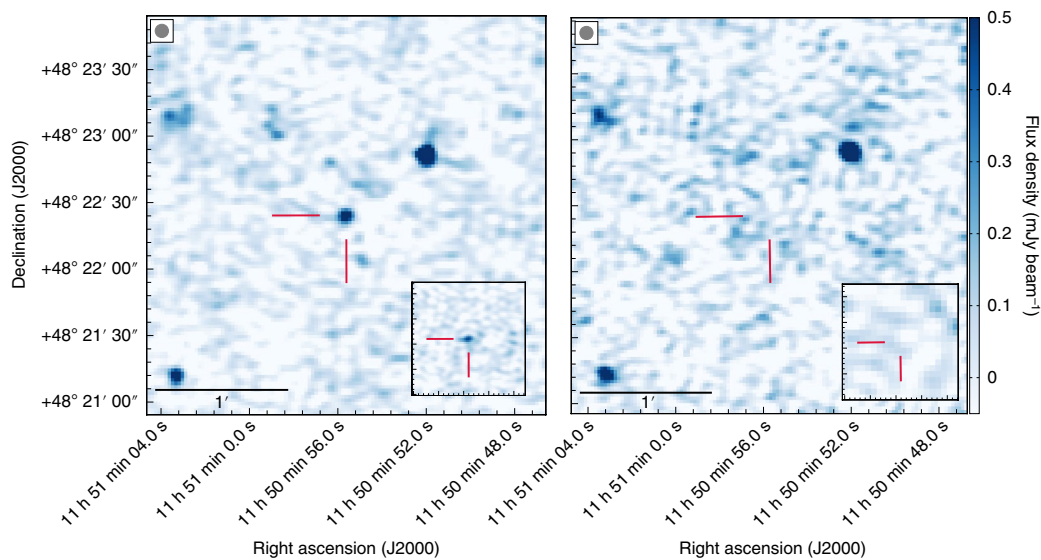 +48° 23′ 30″
+48° 23′ 00″
+48° 22′ 30″
+48° 22′ 00″
+48° 21′ 30″
+48° 21′ 00″
Declination (J2000)
1′
11 h 51 min 04.0 s
11 h 51 min 0.0 s
11 h 50 min 56.0 s
11 h 50 min 52.0 s
11 h 50 min 48.0 s
Right ascension (J2000)
1′
11 h 51 min 04.0 s
11 h 51 min 0.0 s
11 h 50 min 56.0 s
11 h 50 min 52.0 s
11 h 50 min 48.0 s
Right ascension (J2000)
0.5
0.4
0.3
0.2
0.1
0
Flux density (mJy beam⁻¹)